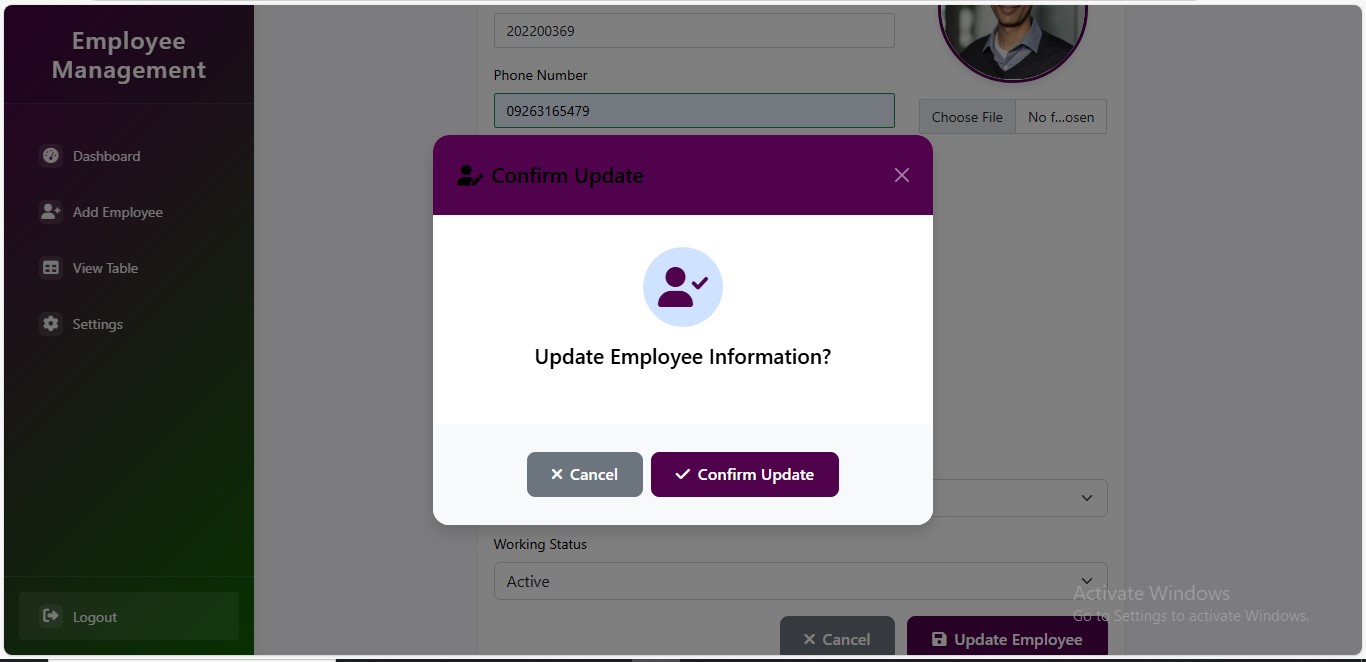 Employee
Management
Dashboard
Add Employee
View Table
Settings
Logout
202200369
Phone Number
09263165479
Choose File
No f...osen
Confirm Update
Update Employee Information?
Cancel
Confirm Update
Working Status
Active
Cancel
Update Employee
Activate Windows
Go to Settings to activate Windows.